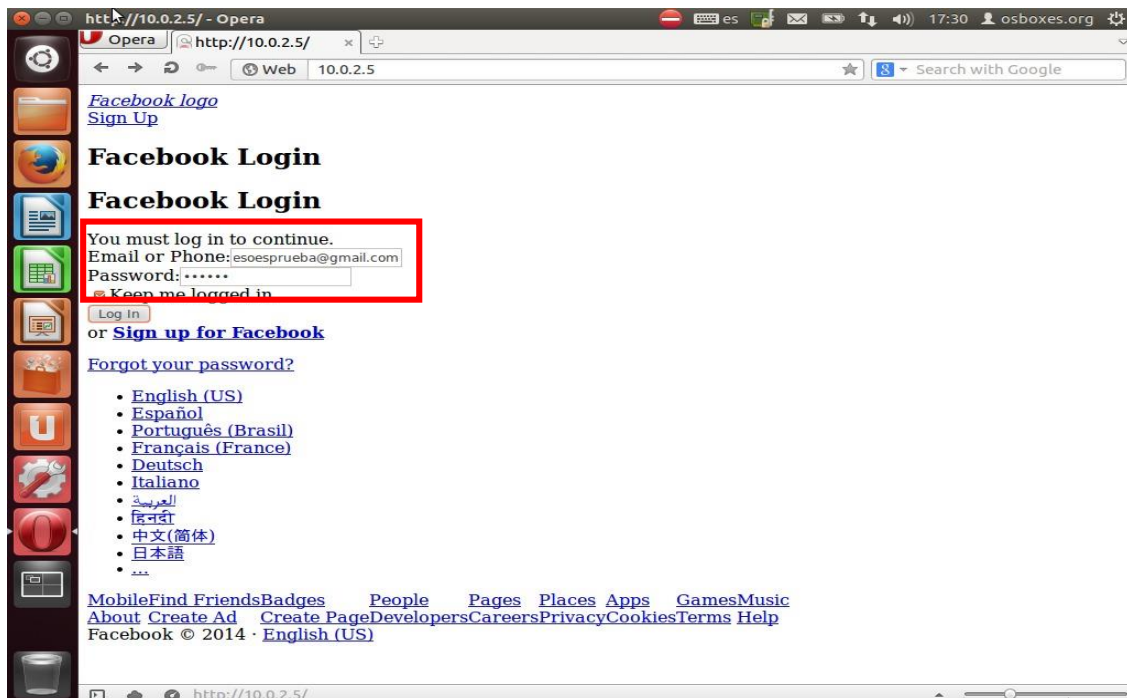 http://10.0.2.5/ - Opera
es
17:30
osboxes.org
Opera
http://10.0.2.5/
Web
10.0.2.5
Search with Google
Facebook logo
Sign Up
Facebook Login
Facebook Login
You must log in to continue.
Email or Phone: esoesprueba@gmail.com
Password: ••••••
Keep me logged in
Log In
or Sign up for Facebook
Forgot your password?
• English (US)
• Español
• Português (Brasil)
• Français (France)
• Deutsch
• Italiano
• العربية
• हिन्दी
• 中文(简体)
• 日本語
• ...
MobileFind FriendsBadges People Pages Places Apps GamesMusic
About Create Ad Create PageDevelopersCareersPrivacyCookiesTerms Help
Facebook © 2014 · English (US)
http://10.0.2.5/